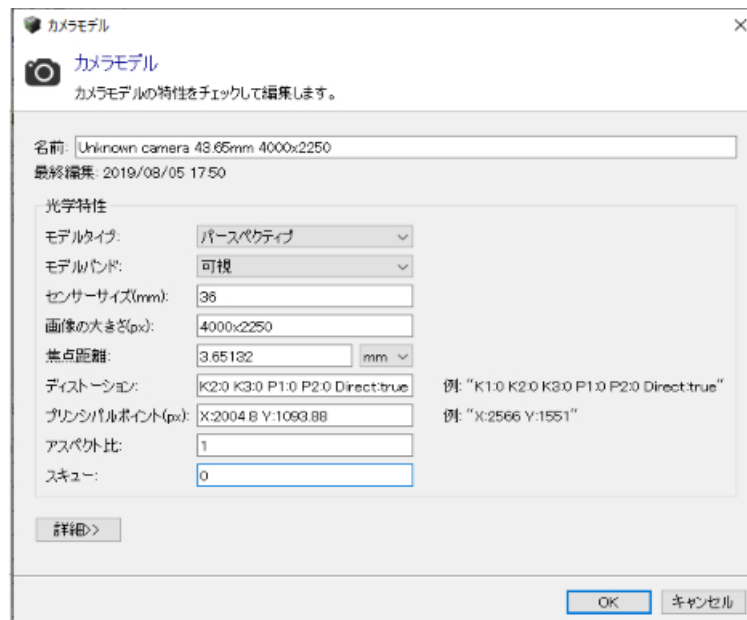 カメラモデル
カメラモデル
カメラモデルの特性をチェックして編集します。
名前: Unknown camera 43.65mm 4000x2250
最終編集: 2019/08/05 17:50
光学特性
モデルタイプ: パースペクティブ
モデルバンド: 可視
センサーサイズ(mm): 36
画像の大きさ(px): 4000x2250
焦点距離: 3.65132 mm
ディストーション: K2:0 K3:0 P1:0 P2:0 Direct:true 例: "K1:0 K2:0 K3:0 P1:0 P2:0 Direct:true"
プリンシパルポイント(px): X:2004.8 Y:1093.88 例: "X:2566 Y:1551"
アスペクト比: 1
スキュー: 0
詳細>>
OK キャンセル